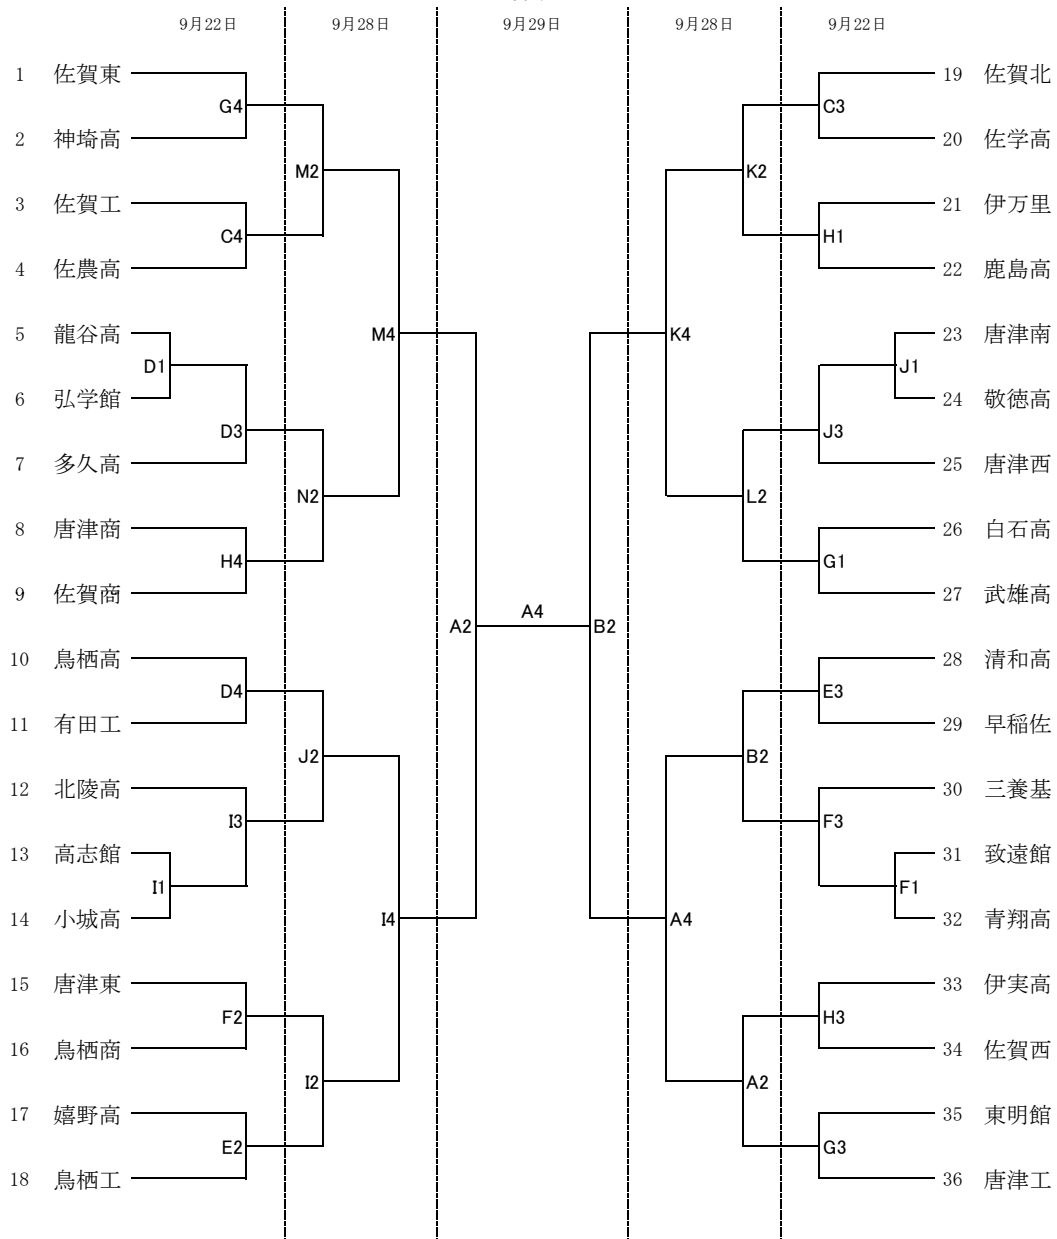 9月22日 9月28日 9月29日 9月28日 9月22日
1 佐賀東 19 佐賀北
G4 C3
2 神埼高 20 佐学高
M2 K2
3 佐賀工 21 伊万里
C4 H1
4 佐農高 22 鹿島高
5 龍谷高 M4 K4 23 唐津南
D1 J1
6 弘学館 24 敬徳高
D3 J3
7 多久高 25 唐津西
N2 L2
8 唐津商 26 白石高
H4 G1
9 佐賀商 27 武雄高
A2 A4 B2
10 鳥栖高 28 清和高
D4 E3
11 有田工 29 早稲佐
J2 B2
12 北陵高 30 三養基
I3 F3
13 高志館 31 致遠館
I1 F1
14 小城高 I4 A4 32 青翔高
15 唐津東 33 伊実高
F2 H3
16 鳥栖商 34 佐賀西
I2 A2
17 嬉野高 35 東明館
E2 G3
18 鳥栖工 36 唐津工